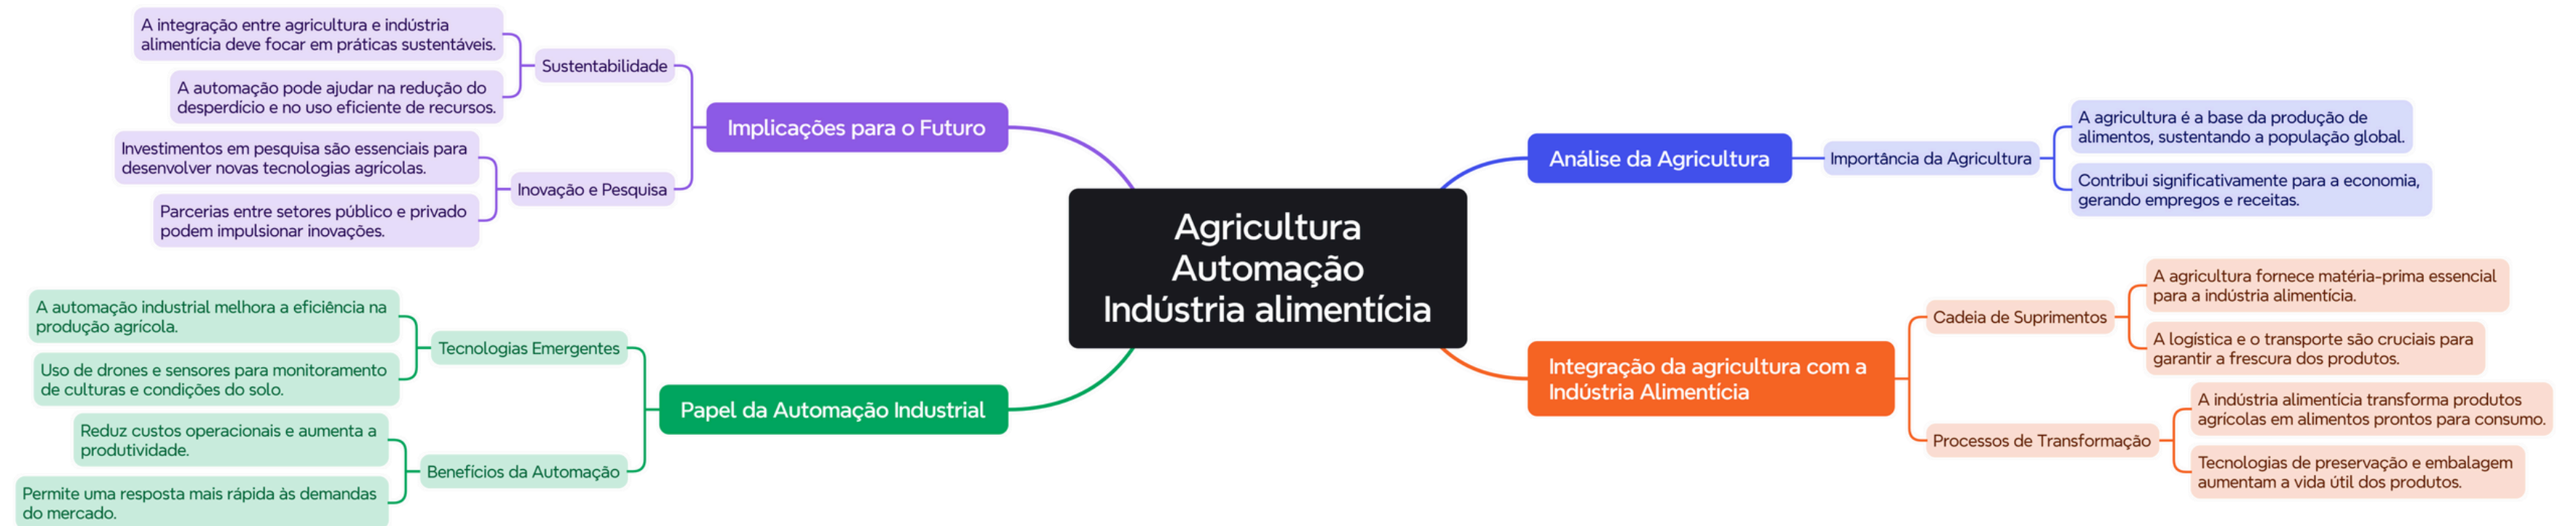 Agricultura
Automação
Indústria alimentícia
Análise da Agricultura
Importância da Agricultura
A agricultura é a base da produção de
alimentos, sustentando a população global.
Contribui significativamente para a economia,
gerando empregos e receitas.
Integração da agricultura com a
Indústria Alimentícia
Cadeia de Suprimentos
A agricultura fornece matéria-prima essencial
para a indústria alimentícia.
A logística e o transporte são cruciais para
garantir a frescura dos produtos.
Processos de Transformação
A indústria alimentícia transforma produtos
agrícolas em alimentos prontos para consumo.
Tecnologias de preservação e embalagem
aumentam a vida útil dos produtos.
Papel da Automação Industrial
Tecnologias Emergentes
A automação industrial melhora a eficiência na
produção agrícola.
Uso de drones e sensores para monitoramento
de culturas e condições do solo.
Benefícios da Automação
Reduz custos operacionais e aumenta a
produtividade.
Permite uma resposta mais rápida às demandas
do mercado.
Implicações para o Futuro
Sustentabilidade
A integração entre agricultura e indústria
alimentícia deve focar em práticas sustentáveis.
A automação pode ajudar na redução do
desperdício e no uso eficiente de recursos.
Inovação e Pesquisa
Investimentos em pesquisa são essenciais para
desenvolver novas tecnologias agrícolas.
Parcerias entre setores público e privado
podem impulsionar inovações.